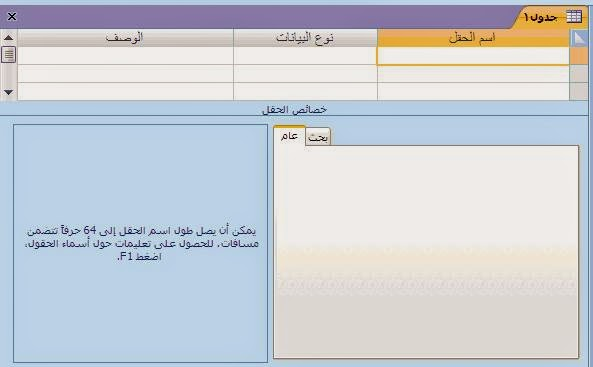 جدول١
اسم الحقل
نوع البيانات
الوصف
خصائص الحقل
عام
بحث
يمكن أن يصل طول اسم الحقل إلى 64 حرفاً تتضمن
مسافات. للحصول على تعليمات حول أسماء الحقول،
اضغط F1.